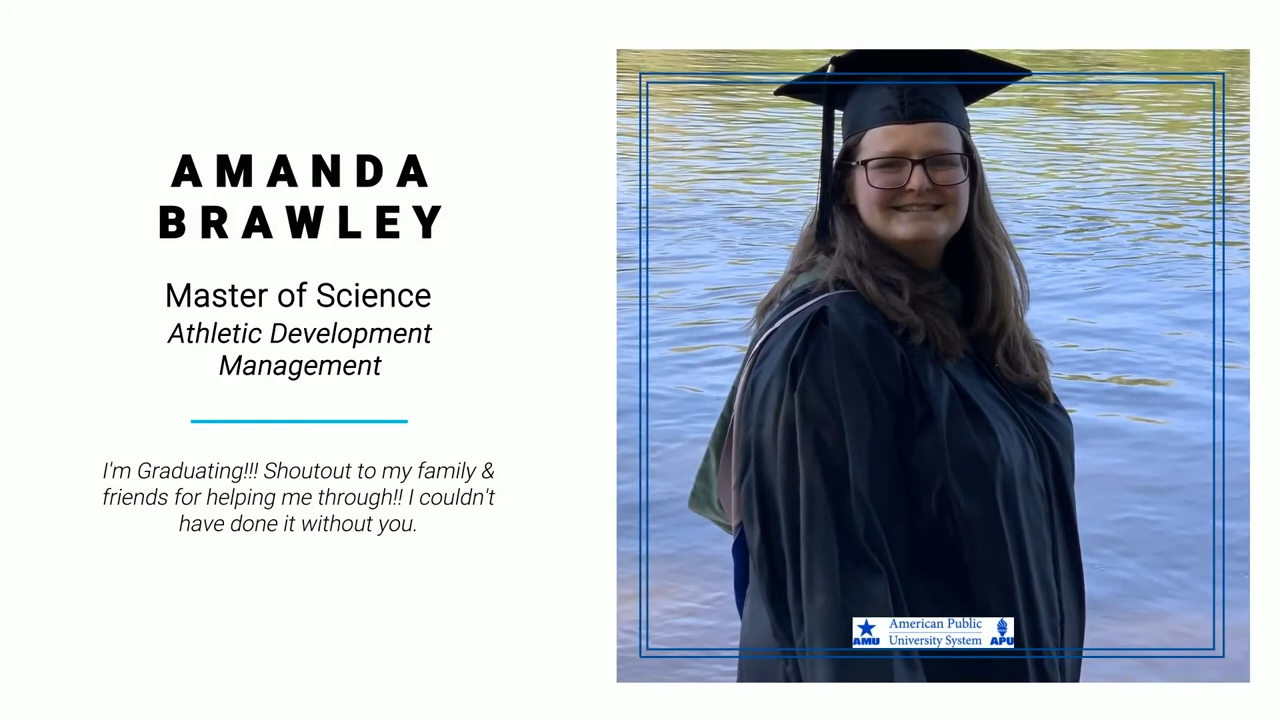 AMANDA
BRAWLEY
Master of Science
Athletic Development
Management
I'm Graduating!!! Shoutout to my family &
friends for helping me through!! I couldn't
have done it without you.
AMU
American Public
University System
APU